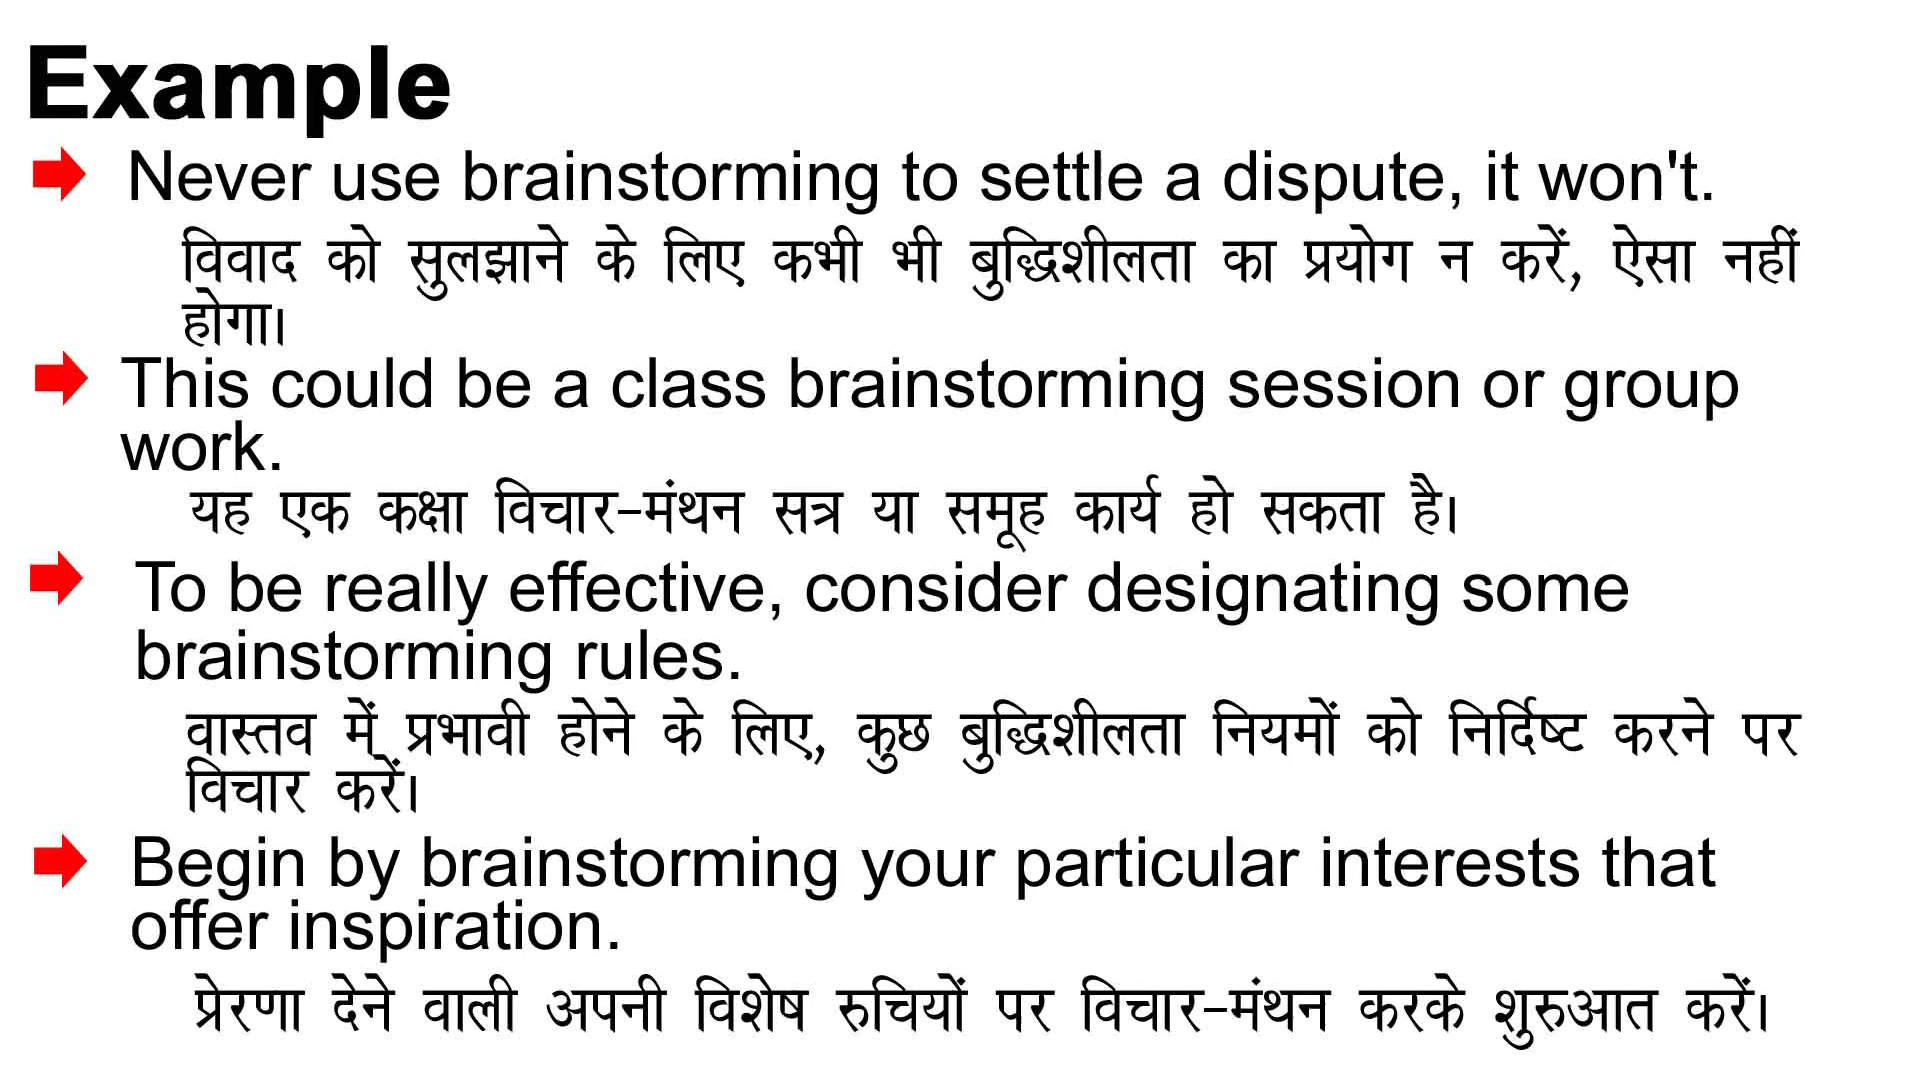 Example
Never use brainstorming to settle a dispute, it won't.
विवाद को सुलझाने के लिए कभी भी बुद्धिशीलता का प्रयोग न करें, ऐसा नहीं
होगा।
This could be a class brainstorming session or group
work.
यह एक कक्षा विचार-मंथन सत्र या समूह कार्य हो सकता है।
To be really effective, consider designating some
brainstorming rules.
वास्तव में प्रभावी होने के लिए, कुछ बुद्धिशीलता नियमों को निर्दिष्ट करने पर
विचार करें।
Begin by brainstorming your particular interests that
offer inspiration.
प्रेरणा देने वाली अपनी विशेष रुचियों पर विचार-मंथन करके शुरुआत करें।